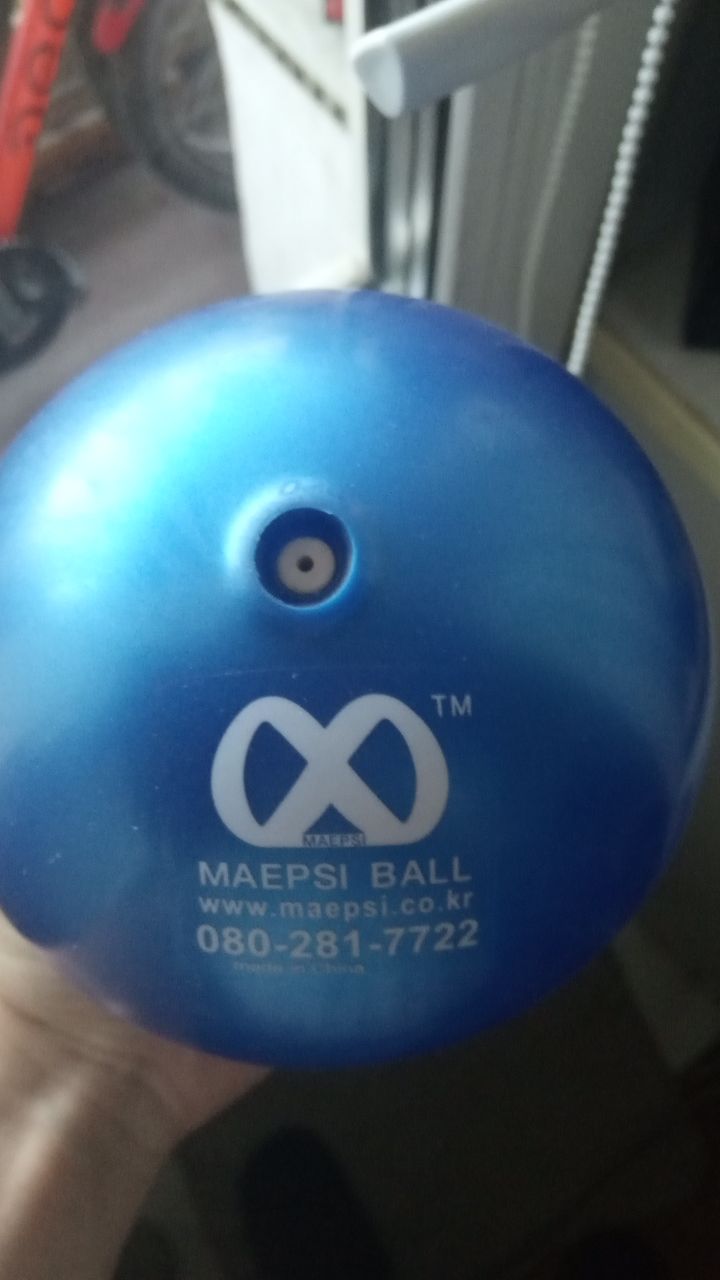 TM
MAEPSI
MAEPSI BALL
www.maepsi.co.kr
080-281-7722
made in China